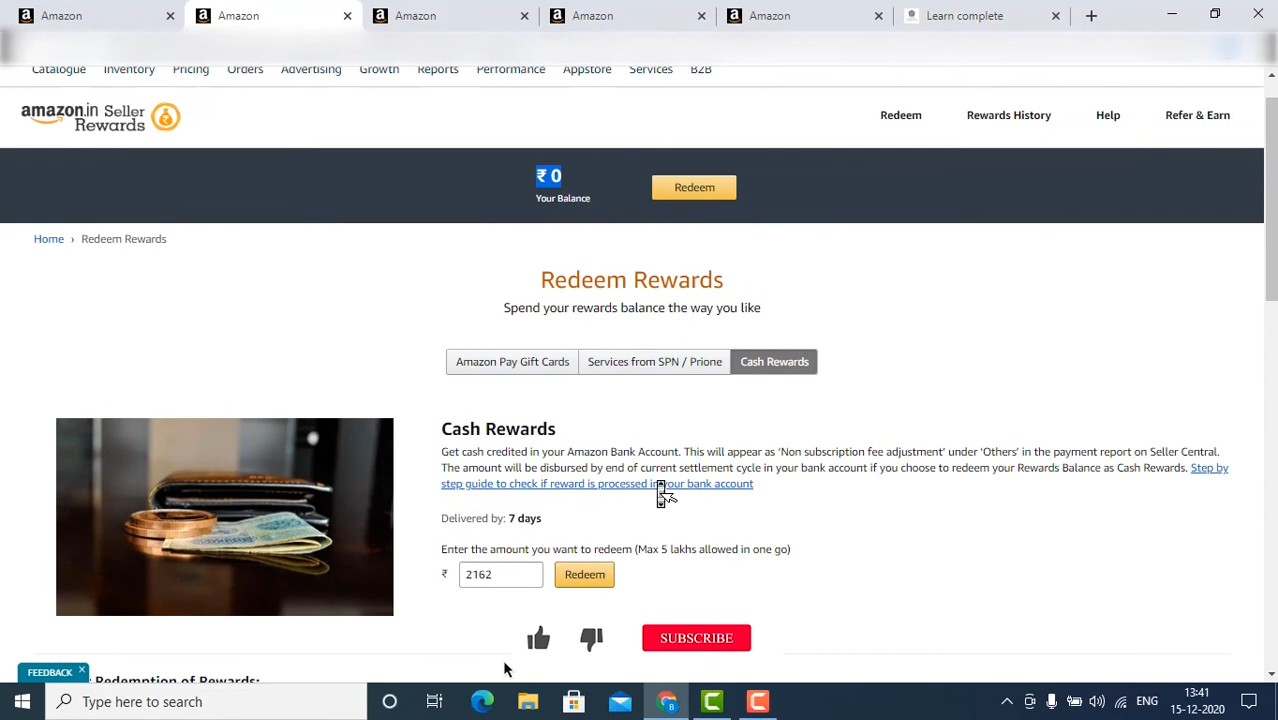 Amazon
Amazon
Amazon
Amazon
Amazon
Learn complete
Catalogue
Inventory
Pricing
Orders
Advertising
Growth
Reports
Performance
Appstore
Services
B2B
amazon.in Seller Rewards
Redeem
Rewards History
Help
Refer & Earn
₹ 0
Your Balance
Redeem
Home › Redeem Rewards
Redeem Rewards
Spend your rewards balance the way you like
Amazon Pay Gift Cards
Services from SPN / Prione
Cash Rewards
Cash Rewards
Get cash credited in your Amazon Bank Account. This will appear as 'Non subscription fee adjustment' under 'Others' in the payment report on Seller Central.
The amount will be disbursed by end of current settlement cycle in your bank account if you choose to redeem your Rewards Balance as Cash Rewards. Step by
step guide to check if reward is processed in your bank account
Delivered by: 7 days
Enter the amount you want to redeem (Max 5 lakhs allowed in one go)
₹ 2162 Redeem
SUBSCRIBE
FEEDBACK
Redemption of Rewards:
Type here to search
ENG
13:41
15-12-2020